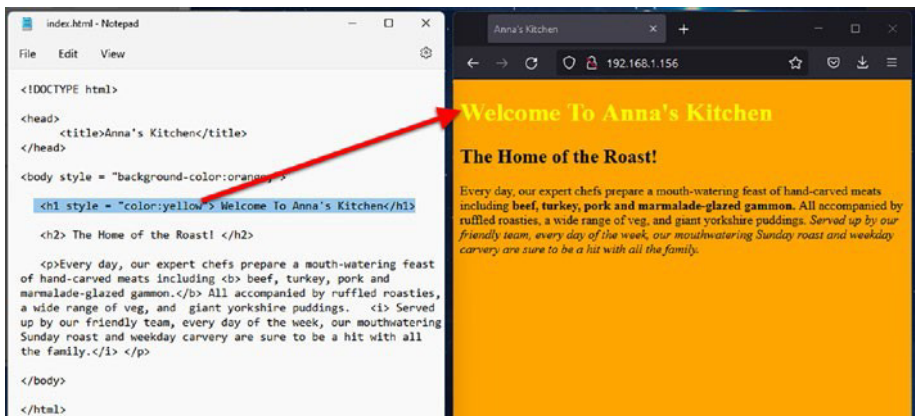 index.html - Notepad
File Edit View
<!DOCTYPE html>
<head>
<title>Anna's Kitchen</title>
</head>
<body style = "background-color:orange;">
<h1 style = "color:yellow"> Welcome To Anna's Kitchen</h1>
<h2> The Home of the Roast! </h2>
<p>Every day, our expert chefs prepare a mouth-watering feast
of hand-carved meats including <b> beef, turkey, pork and
marmalade-glazed gammon.</b> All accompanied by ruffled roasties,
a wide range of veg, and giant yorkshire puddings. <i> Served
up by our friendly team, every day of the week, our mouthwatering
Sunday roast and weekday carvery are sure to be a hit with all
the family.</i> </p>
</body>
</html>
Anna's Kitchen
192.168.1.156
Welcome To Anna's Kitchen
The Home of the Roast!
Every day, our expert chefs prepare a mouth-watering feast of hand-carved meats
including beef, turkey, pork and marmalade-glazed gammon. All accompanied by
ruffled roasties, a wide range of veg, and giant yorkshire puddings. Served up by our
friendly team, every day of the week, our mouthwatering Sunday roast and weekday
carvery are sure to be a hit with all the family.